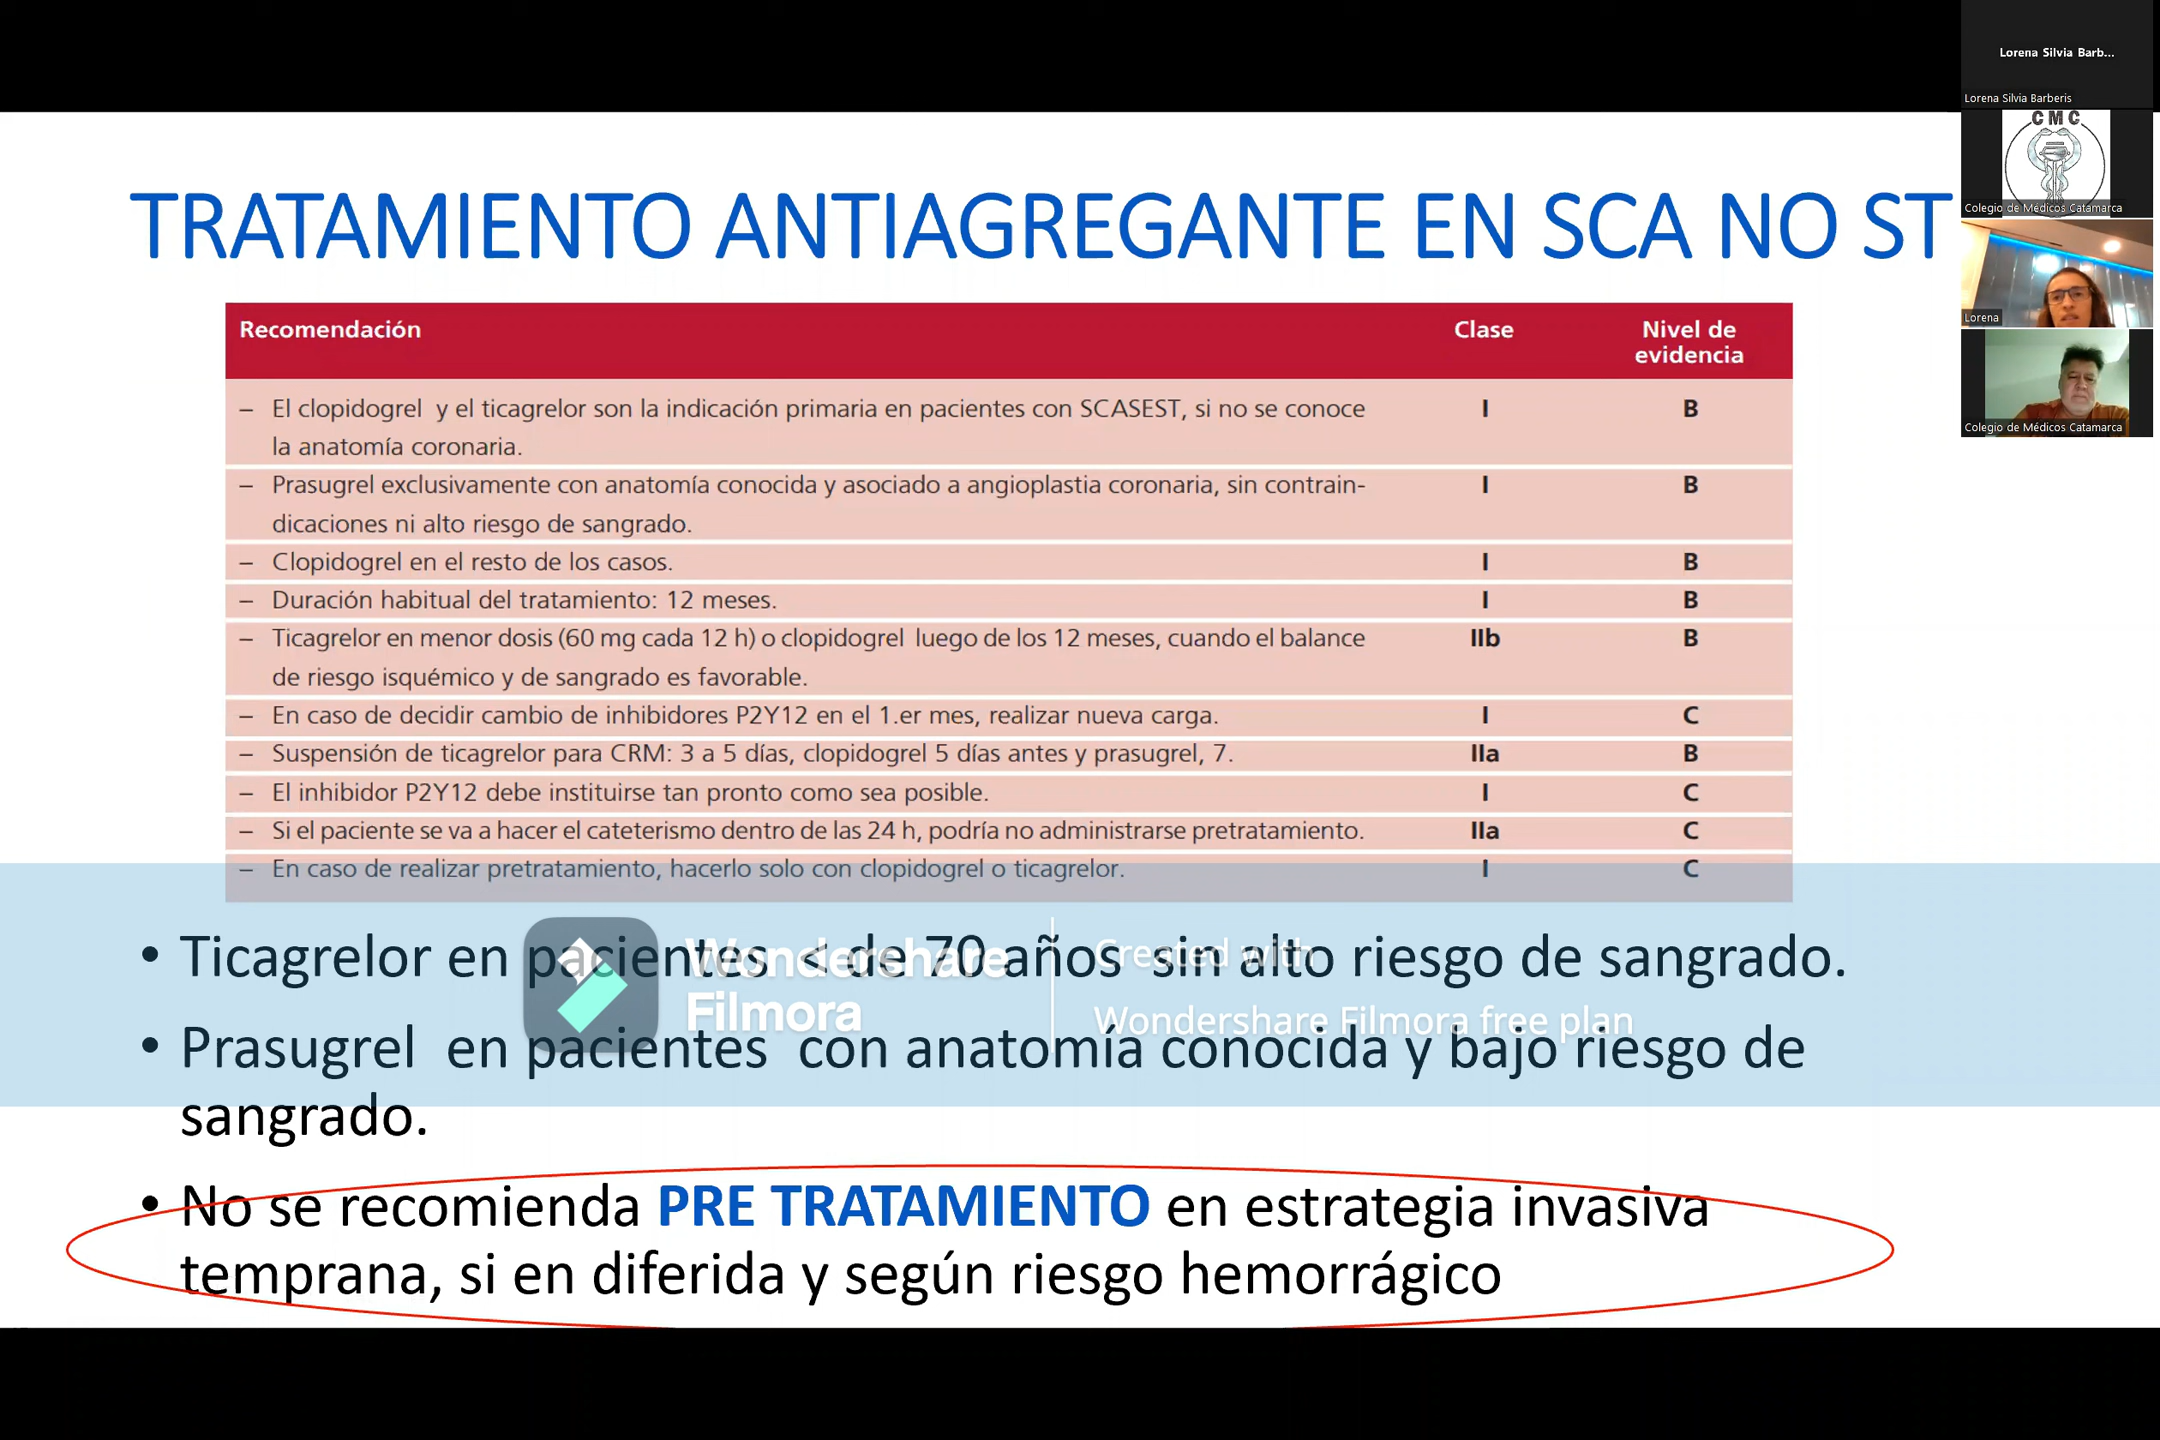 Lorena Silvia Barb...
Lorena Silvia Barberis
CMC
Colegio de Médicos Catamarca
Lorena
Colegio de Médicos Catamarca
TRATAMIENTO ANTIAGREGANTE EN SCA NO ST
Recomendación Clase Nivel de
evidencia
– El clopidogrel y el ticagrelor son la indicación primaria en pacientes con SCASEST, si no se conoce I B
la anatomía coronaria.
– Prasugrel exclusivamente con anatomía conocida y asociado a angioplastia coronaria, sin contrain- I B
dicaciones ni alto riesgo de sangrado.
– Clopidogrel en el resto de los casos. I B
– Duración habitual del tratamiento: 12 meses. I B
– Ticagrelor en menor dosis (60 mg cada 12 h) o clopidogrel luego de los 12 meses, cuando el balance IIb B
de riesgo isquémico y de sangrado es favorable.
– En caso de decidir cambio de inhibidores P2Y12 en el 1.er mes, realizar nueva carga. I C
– Suspensión de ticagrelor para CRM: 3 a 5 días, clopidogrel 5 días antes y prasugrel, 7. IIa B
– El inhibidor P2Y12 debe instituirse tan pronto como sea posible. I C
– Si el paciente se va a hacer el cateterismo dentro de las 24 h, podría no administrarse pretratamiento. IIa C
– En caso de realizar pretratamiento, hacerlo solo con clopidogrel o ticagrelor. I C
• Ticagrelor en pacientes < de 70 años sin alto riesgo de sangrado.
• Prasugrel en pacientes con anatomía conocida y bajo riesgo de
sangrado.
• No se recomienda PRE TRATAMIENTO en estrategia invasiva
temprana, si en diferida y según riesgo hemorrágico
Wondershare
Filmora
Created with
Wondershare Filmora free plan